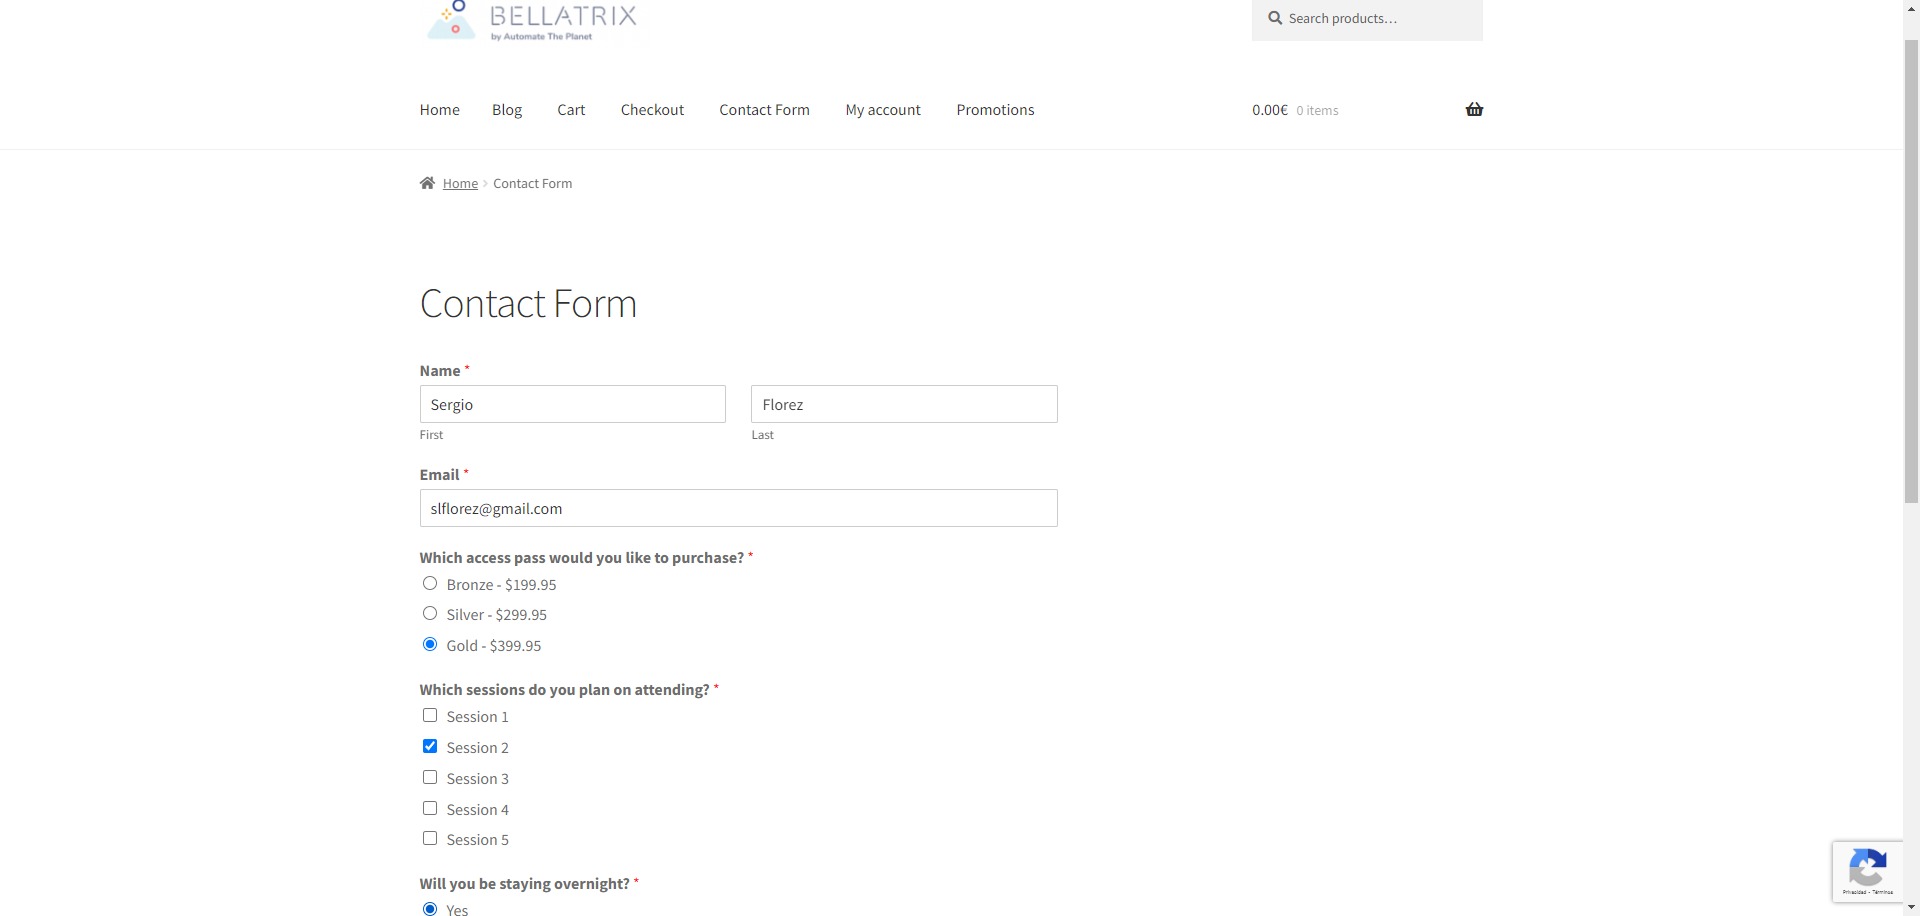 BELLATRIX
by Automate The Planet
Search products…
Home Blog Cart Checkout Contact Form My account Promotions 0.00€ 0 items
Home Contact Form
Contact Form
Name *
Sergio Florez
First Last
Email *
slflorez@gmail.com
Which access pass would you like to purchase? *
Bronze - $199.95
Silver - $299.95
Gold - $399.95
Which sessions do you plan on attending? *
Session 1
Session 2
Session 3
Session 4
Session 5
Will you be staying overnight? *
Yes
Privacidad - Términos